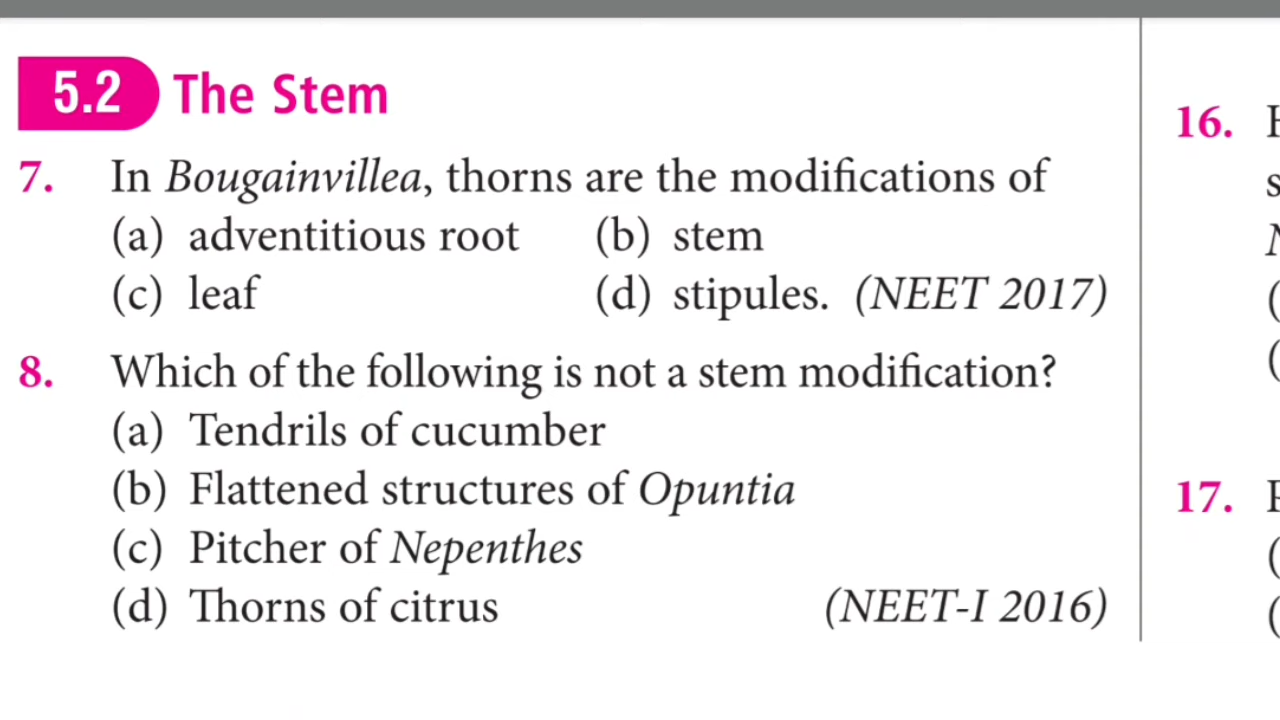 5.2 The Stem
7. In Bougainvillea, thorns are the modifications of
(a) adventitious root (b) stem
(c) leaf (d) stipules. (NEET 2017)
8. Which of the following is not a stem modification?
(a) Tendrils of cucumber
(b) Flattened structures of Opuntia
(c) Pitcher of Nepenthes
(d) Thorns of citrus (NEET-I 2016)
16.
17.